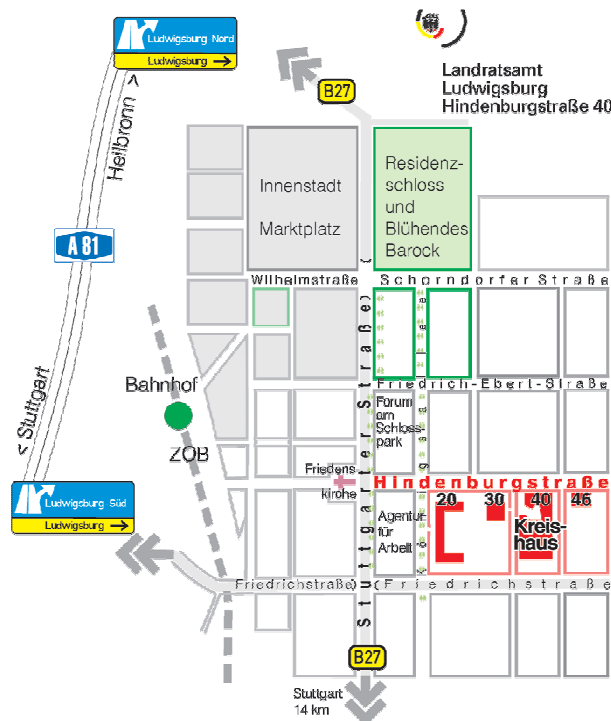 Ludwigsburg Nord
Ludwigsburg
Landratsamt
Ludwigsburg
Hindenburgstraße 40
B27
Heilbronn >
Innenstadt
Marktplatz
Residenz-
schloss
und
Blühendes
Barock
A 81
Wilhelmstraße
Schorndorfer Straße
Stuttgarter Straße
Friedrich-Ebert-Straße
< Stuttgart
Bahnhof
ZOB
Forum
am
Schloss-
park
Friedens
kirche
Hindenburgstraße
20 30 40 46
Kreis-
haus
Agentur
für
Arbeit
Ludwigsburg Süd
Ludwigsburg
Friedrichstraße
Friedrichstraße
B27
Stuttgart
14 km